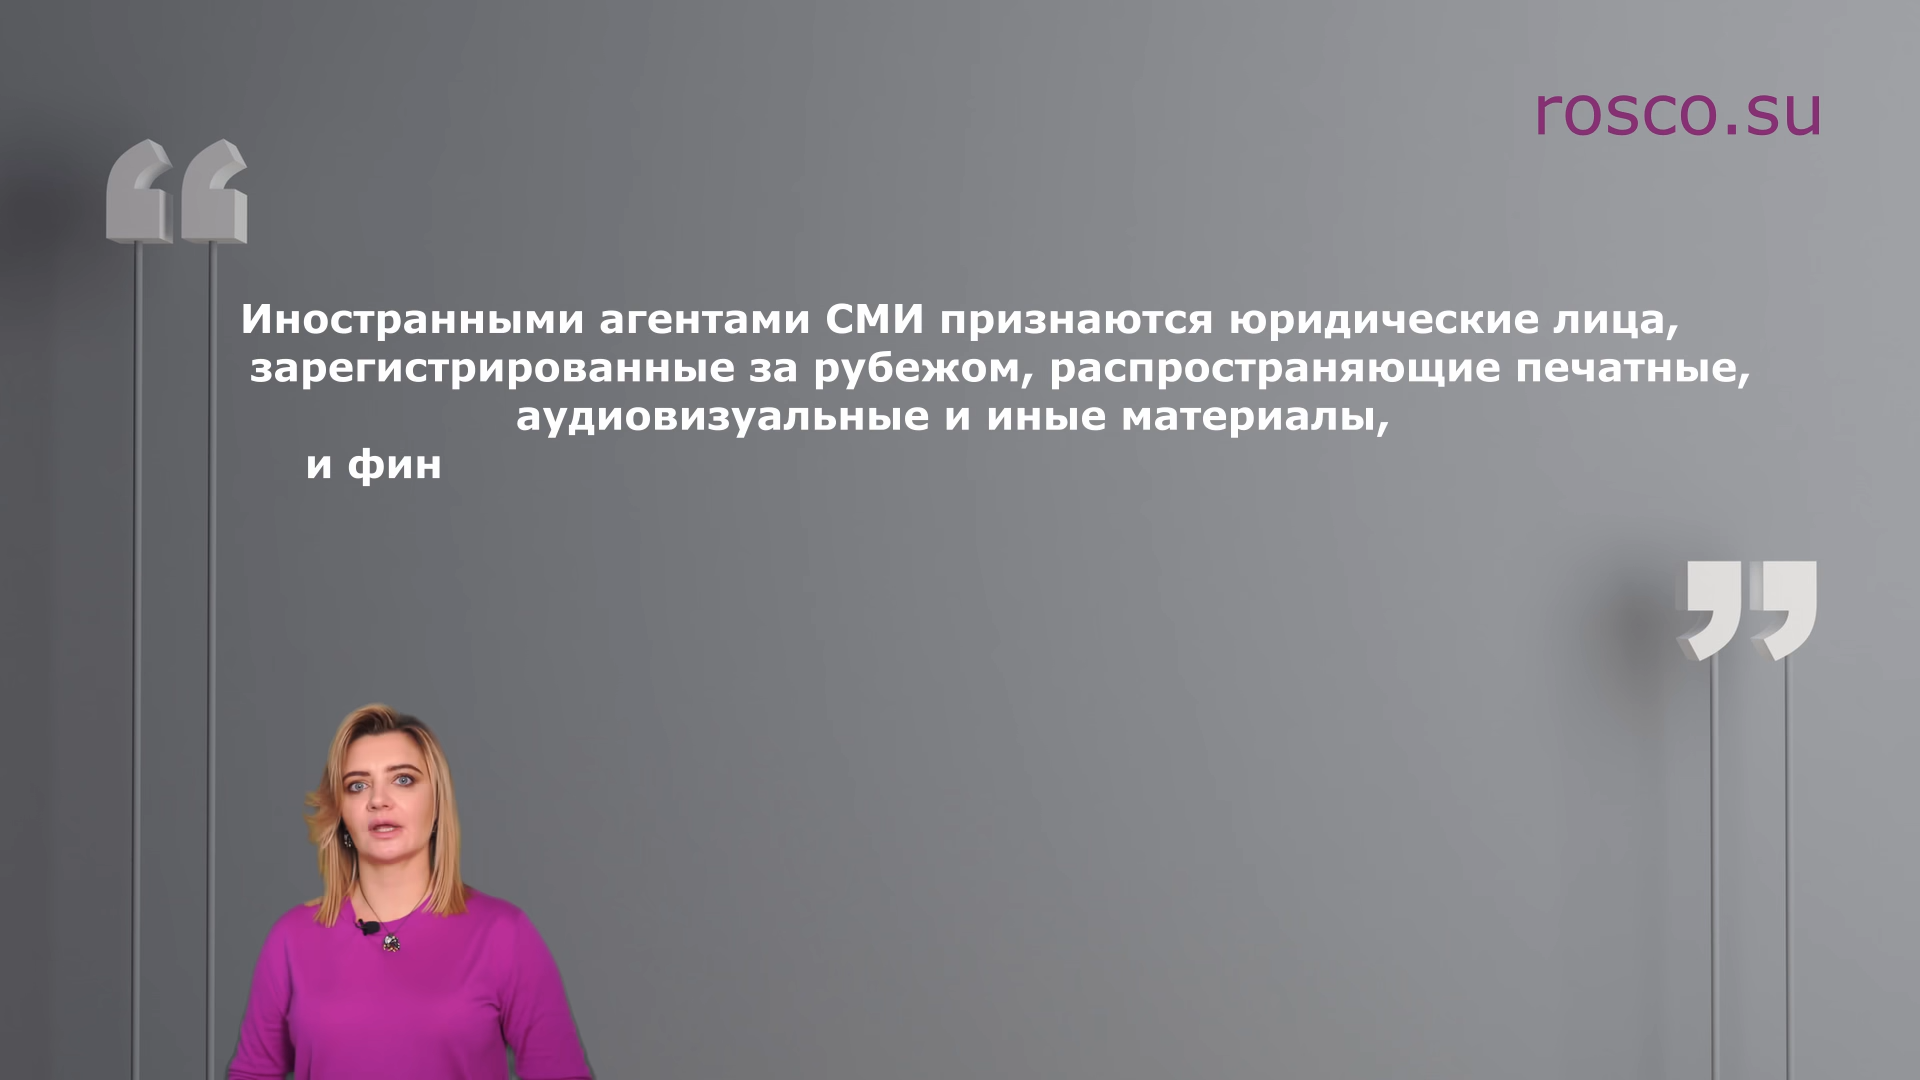 rosco.su
Иностранными агентами СМИ признаются юридические лица,
зарегистрированные за рубежом, распространяющие печатные,
аудиовизуальные и иные материалы,
и фин